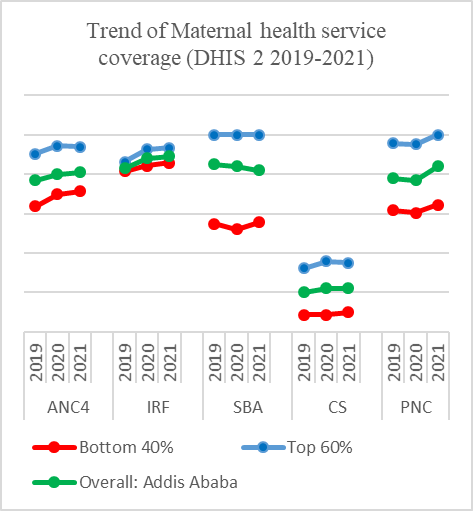 Trend of Maternal health service
coverage (DHIS 2 2019-2021)
2019 2020 2021 2019 2020 2021 2019 2020 2021 2019 2020 2021 2019 2020 2021
ANC4 IRF SBA CS PNC
Bottom 40% Top 60%
Overall: Addis Ababa